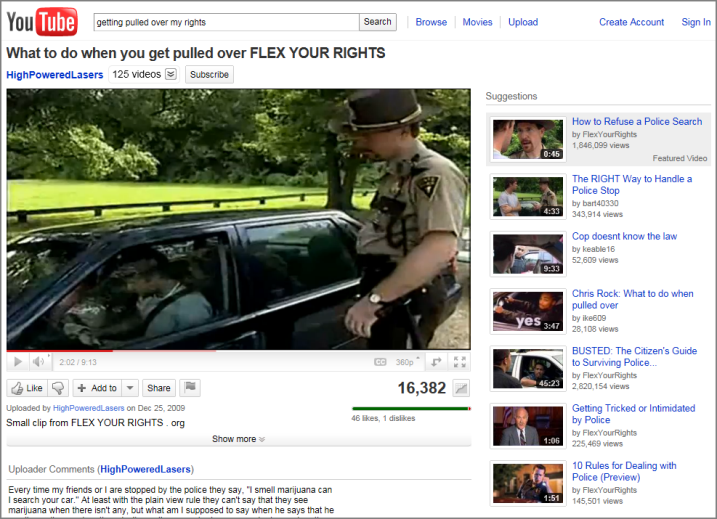 YouTube
getting pulled over my rights
Search
Browse
Movies
Upload
Create Account
Sign In
What to do when you get pulled over FLEX YOUR RIGHTS
HighPoweredLasers
125 videos
Subscribe
2:02 / 9:13
CC
360p
Like
Add to
Share
16,382
Uploaded by HighPoweredLasers on Dec 25, 2009
46 likes, 1 dislikes
Small clip from FLEX YOUR RIGHTS . org
Show more
Uploader Comments (HighPoweredLasers)
Every time my friends or I are stopped by the police they say, "I smell marijuana can
I search your car." At least with the plain view rule they can't say that they see
marijuana when there isn't any, but what am I supposed to say when he says that he
Suggestions
How to Refuse a Police Search
by FlexYourRights
1,846,099 views
0:45
Featured Video
The RIGHT Way to Handle a
Police Stop
by bart40330
343,914 views
4:33
Cop doesnt know the law
by keable16
52,609 views
9:33
Chris Rock: What to do when
pulled over
by ike609
28,108 views
yes
3:47
BUSTED: The Citizen's Guide
to Surviving Police...
by FlexYourRights
2,820,154 views
45:23
Getting Tricked or Intimidated
by Police
by FlexYourRights
225,469 views
1:06
10 Rules for Dealing with
Police (Preview)
by FlexYourRights
145,501 views
1:51